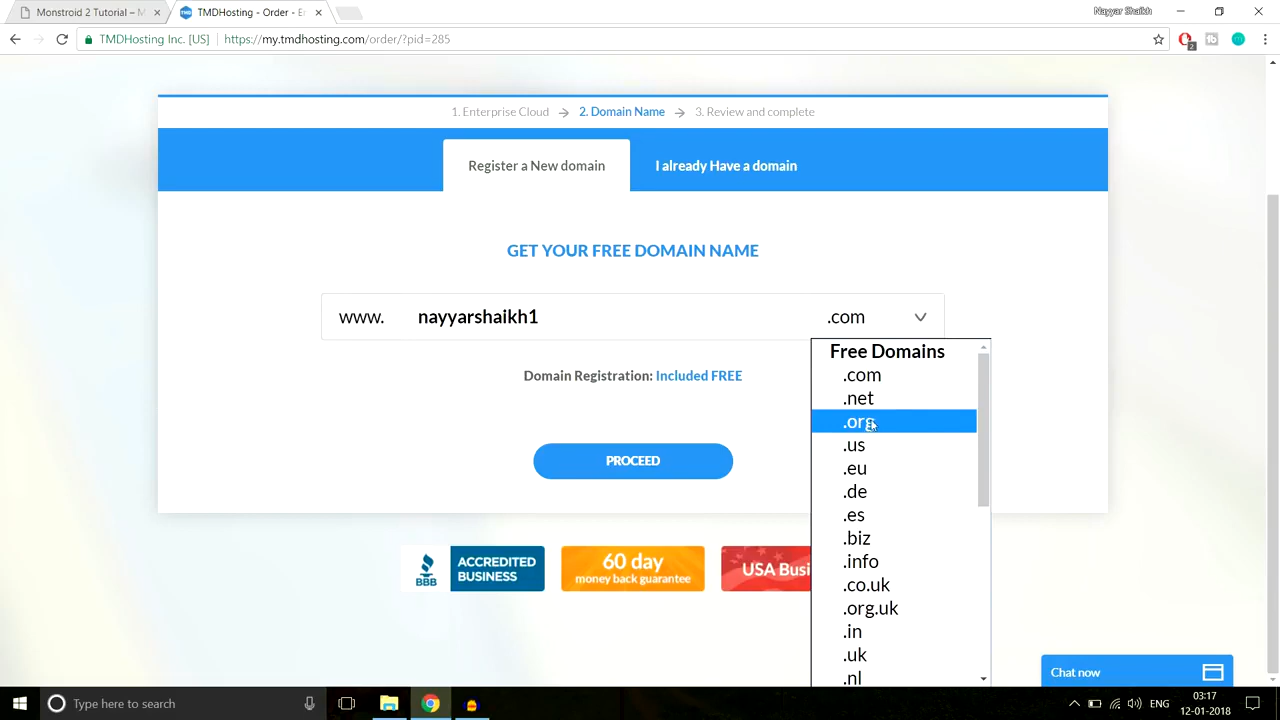 Monstroid 2 Tutorial – M
TMDHosting - Order - E
Nayyar Shaikh
TMDHosting Inc. [US]
https://my.tmdhosting.com/order/?pid=285
2
1. Enterprise Cloud
2. Domain Name
3. Review and complete
Register a New domain
I already Have a domain
GET YOUR FREE DOMAIN NAME
www.
nayyarshaikh1
.com
Free Domains
.com
.net
.org
.us
.eu
.de
.es
.biz
.info
.co.uk
.org.uk
.in
.uk
.nl
Domain Registration: Included FREE
PROCEED
BBB
ACCREDITED
BUSINESS
60 day
money back guarantee
USA Busi
Chat now
Type here to search
ENG
03:17
12-01-2018